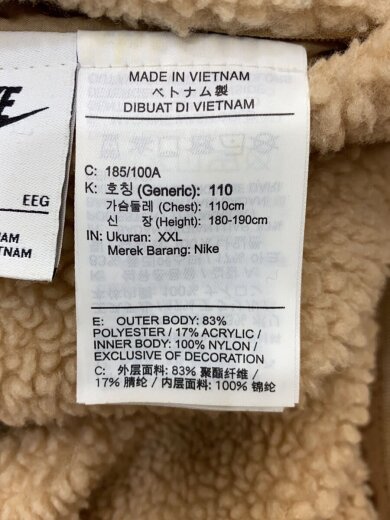 MADE IN VIETNAM
ベトナム製
DIBUAT DI VIETNAM
C: 185/100A
K: 호칭 (Generic): 110
가슴둘레 (Chest): 110cm
신 장 (Height): 180-190cm
IN: Ukuran: XXL
Merek Barang: Nike
E: OUTER BODY: 83%
POLYESTER / 17% ACRYLIC /
INNER BODY: 100% NYLON /
EXCLUSIVE OF DECORATION
C: 外层面料: 83% 聚酯纤维 /
17% 腈纶 / 内层面料: 100% 锦纶
EEG